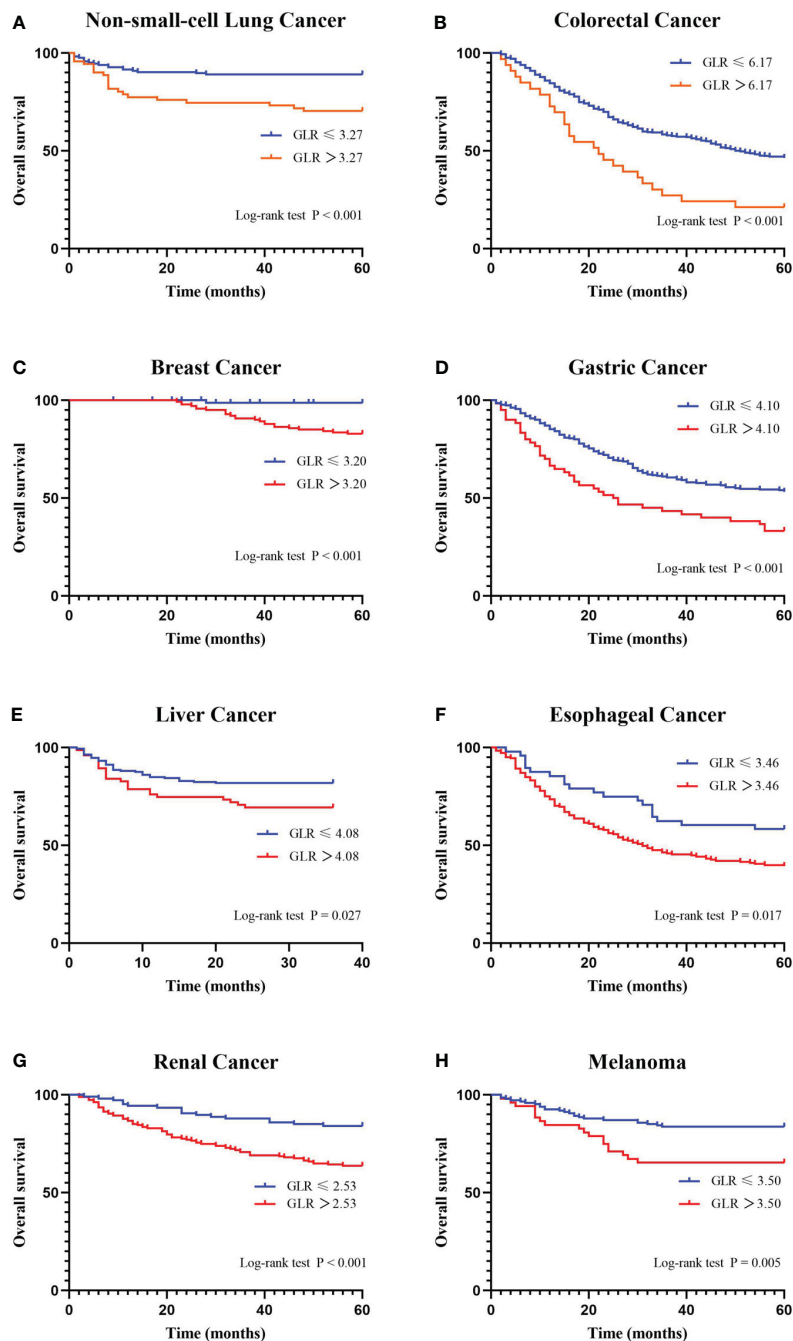 A
Non-small-cell Lung Cancer
Overall survival
100
50
0
GLR ≤ 3.27
GLR > 3.27
Log-rank test P < 0.001
0 20 40 60
Time (months)
B
Colorectal Cancer
Overall survival
100
50
0
GLR ≤ 6.17
GLR > 6.17
Log-rank test P < 0.001
0 20 40 60
Time (months)
C
Breast Cancer
Overall survival
100
50
0
GLR ≤ 3.20
GLR > 3.20
Log-rank test P < 0.001
0 20 40 60
Time (months)
D
Gastric Cancer
Overall survival
100
50
0
GLR ≤ 4.10
GLR > 4.10
Log-rank test P < 0.001
0 20 40 60
Time (months)
E
Liver Cancer
Overall survival
100
50
0
GLR ≤ 4.08
GLR > 4.08
Log-rank test P = 0.027
0 10 20 30 40
Time (months)
F
Esophageal Cancer
Overall survival
100
50
0
GLR ≤ 3.46
GLR > 3.46
Log-rank test P = 0.017
0 20 40 60
Time (months)
G
Renal Cancer
Overall survival
100
50
0
GLR ≤ 2.53
GLR > 2.53
Log-rank test P < 0.001
0 20 40 60
Time (months)
H
Melanoma
Overall survival
100
50
0
GLR ≤ 3.50
GLR > 3.50
Log-rank test P = 0.005
0 20 40 60
Time (months)